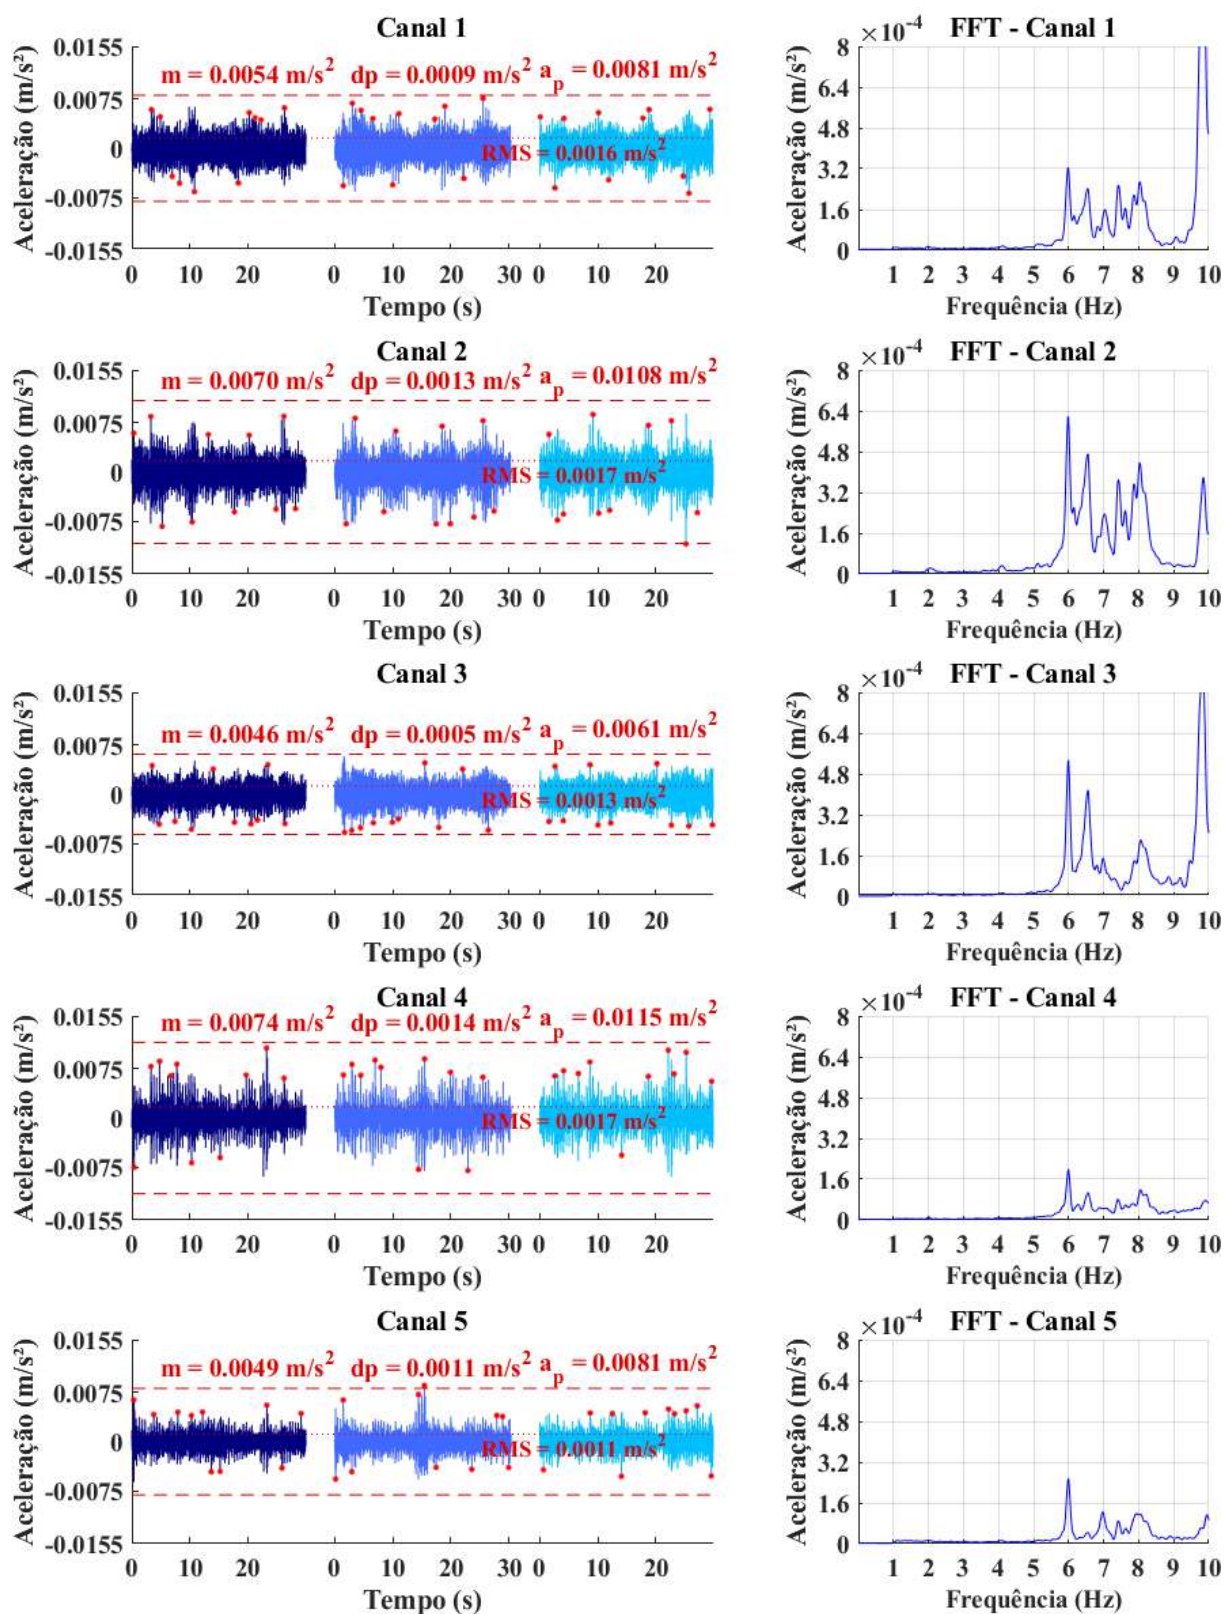 Canal 1
m = 0.0054 m/s² dp = 0.0009 m/s² a_p = 0.0081 m/s²
RMS = 0.0016 m/s²
Aceleração (m/s²)
0.0155
0.0075
0
-0.0075
-0.0155
0 10 20 0 10 20 30 0 10 20
Tempo (s)
FFT - Canal 1
×10⁻⁴
Aceleração (m/s²)
8
6.4
4.8
3.2
1.6
0
1 2 3 4 5 6 7 8 9 10
Frequência (Hz)
Canal 2
m = 0.0070 m/s² dp = 0.0013 m/s² a_p = 0.0108 m/s²
RMS = 0.0017 m/s²
Aceleração (m/s²)
0.0155
0.0075
0
-0.0075
-0.0155
0 10 20 0 10 20 30 0 10 20
Tempo (s)
FFT - Canal 2
×10⁻⁴
Aceleração (m/s²)
8
6.4
4.8
3.2
1.6
0
1 2 3 4 5 6 7 8 9 10
Frequência (Hz)
Canal 3
m = 0.0046 m/s² dp = 0.0005 m/s² a_p = 0.0061 m/s²
RMS = 0.0013 m/s²
Aceleração (m/s²)
0.0155
0.0075
0
-0.0075
-0.0155
0 10 20 0 10 20 30 0 10 20
Tempo (s)
FFT - Canal 3
×10⁻⁴
Aceleração (m/s²)
8
6.4
4.8
3.2
1.6
0
1 2 3 4 5 6 7 8 9 10
Frequência (Hz)
Canal 4
m = 0.0074 m/s² dp = 0.0014 m/s² a_p = 0.0115 m/s²
RMS = 0.0017 m/s²
Aceleração (m/s²)
0.0155
0.0075
0
-0.0075
-0.0155
0 10 20 0 10 20 30 0 10 20
Tempo (s)
FFT - Canal 4
×10⁻⁴
Aceleração (m/s²)
8
6.4
4.8
3.2
1.6
0
1 2 3 4 5 6 7 8 9 10
Frequência (Hz)
Canal 5
m = 0.0049 m/s² dp = 0.0011 m/s² a_p = 0.0081 m/s²
RMS = 0.0011 m/s²
Aceleração (m/s²)
0.0155
0.0075
0
-0.0075
-0.0155
0 10 20 0 10 20 30 0 10 20
Tempo (s)
FFT - Canal 5
×10⁻⁴
Aceleração (m/s²)
8
6.4
4.8
3.2
1.6
0
1 2 3 4 5 6 7 8 9 10
Frequência (Hz)